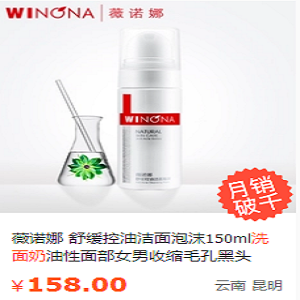 WINONA | 薇诺娜
WINONA
NATURAL
月销
破千
薇诺娜 舒缓控油洁面泡沫150ml洗
面奶油性面部女男收缩毛孔黑头
¥158.00
云南 昆明